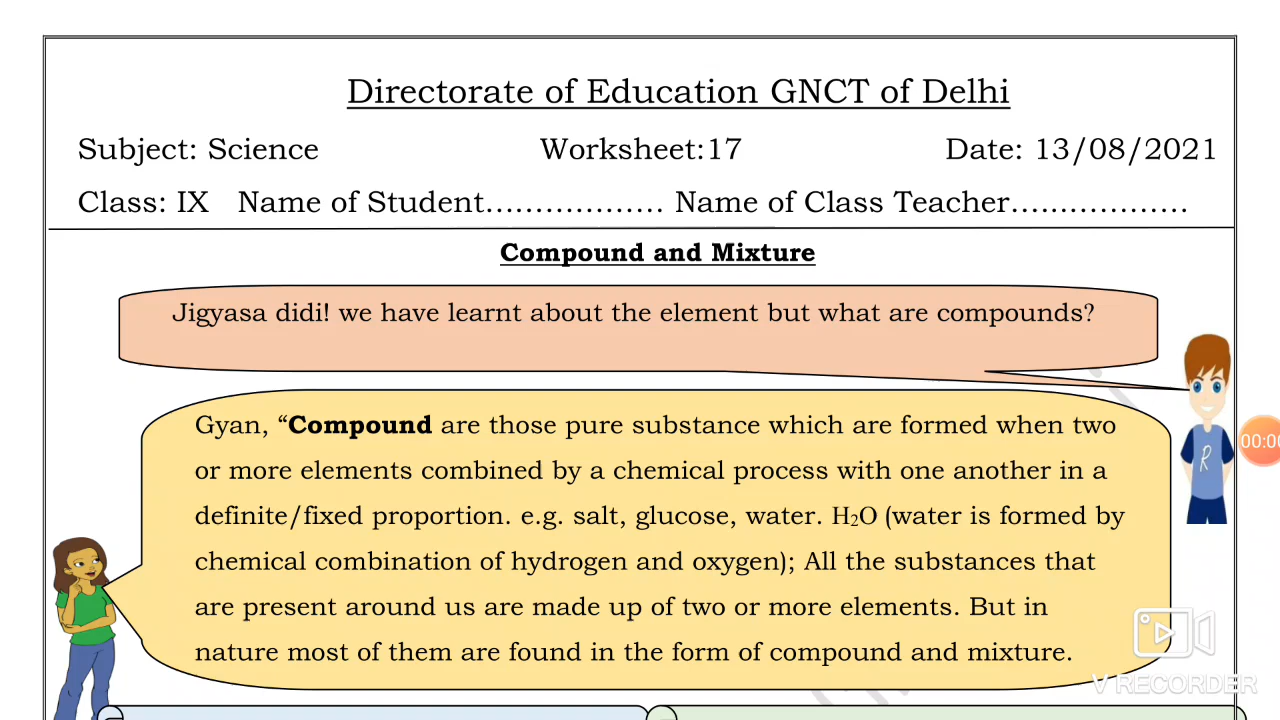 Directorate of Education GNCT of Delhi
Subject: Science Worksheet:17 Date: 13/08/2021
Class: IX Name of Student.................. Name of Class Teacher..................
Compound and Mixture
Jigyasa didi! we have learnt about the element but what are compounds?
Gyan, “Compound are those pure substance which are formed when two
or more elements combined by a chemical process with one another in a
definite/fixed proportion. e.g. salt, glucose, water. H₂O (water is formed by
chemical combination of hydrogen and oxygen); All the substances that
are present around us are made up of two or more elements. But in
nature most of them are found in the form of compound and mixture.
R
V RECORDER